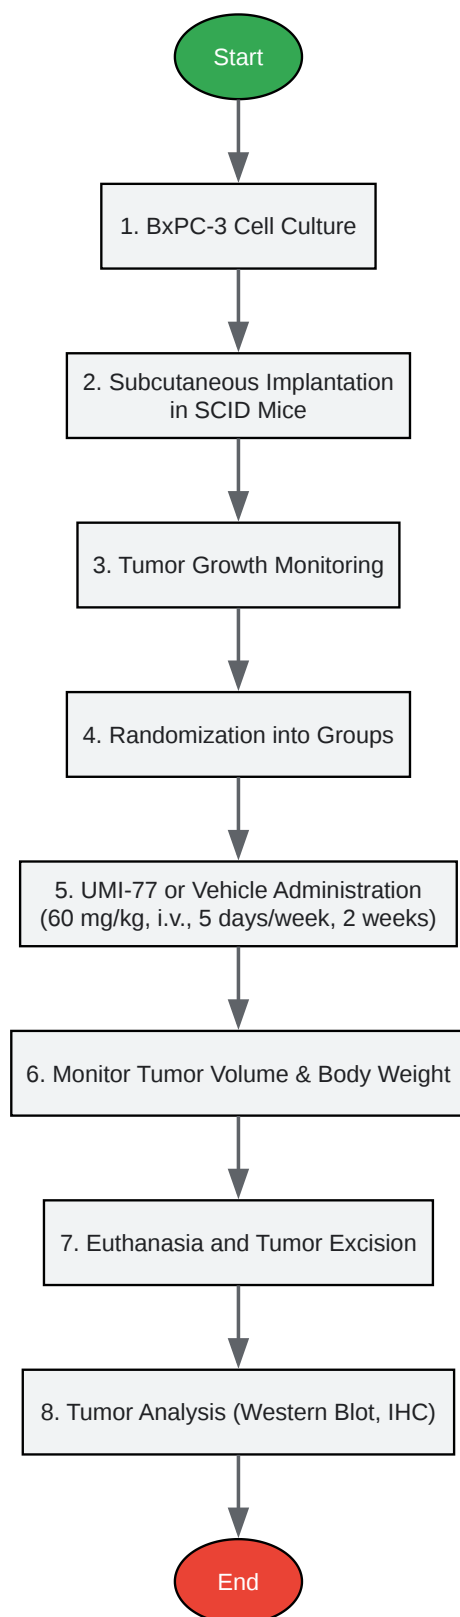 Start
1. BxPC-3 Cell Culture
2. Subcutaneous Implantation
in SCID Mice
3. Tumor Growth Monitoring
4. Randomization into Groups
5. UMI-77 or Vehicle Administration
(60 mg/kg, i.v., 5 days/week, 2 weeks)
6. Monitor Tumor Volume & Body Weight
7. Euthanasia and Tumor Excision
8. Tumor Analysis (Western Blot, IHC)
End